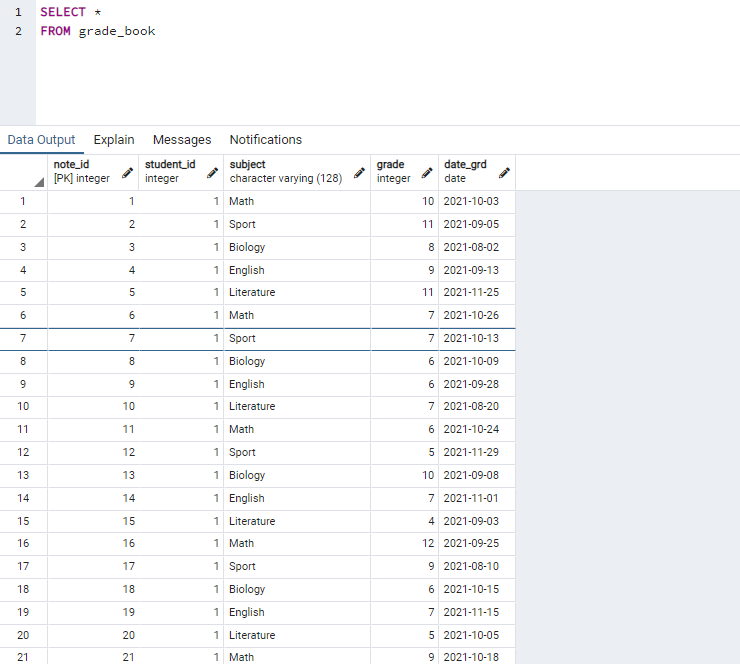 1 SELECT *
2 FROM grade_book
Data Output Explain Messages Notifications
note_id student_id subject grade date_grd
[PK] integer integer character varying (128) integer date
1 1 1 Math 10 2021-10-03
2 2 1 Sport 11 2021-09-05
3 3 1 Biology 8 2021-08-02
4 4 1 English 9 2021-09-13
5 5 1 Literature 11 2021-11-25
6 6 1 Math 7 2021-10-26
7 7 1 Sport 7 2021-10-13
8 8 1 Biology 6 2021-10-09
9 9 1 English 6 2021-09-28
10 10 1 Literature 7 2021-08-20
11 11 1 Math 6 2021-10-24
12 12 1 Sport 5 2021-11-29
13 13 1 Biology 10 2021-09-08
14 14 1 English 7 2021-11-01
15 15 1 Literature 4 2021-09-03
16 16 1 Math 12 2021-09-25
17 17 1 Sport 9 2021-08-10
18 18 1 Biology 6 2021-10-15
19 19 1 English 7 2021-11-15
20 20 1 Literature 5 2021-10-05
21 21 1 Math 9 2021-10-18